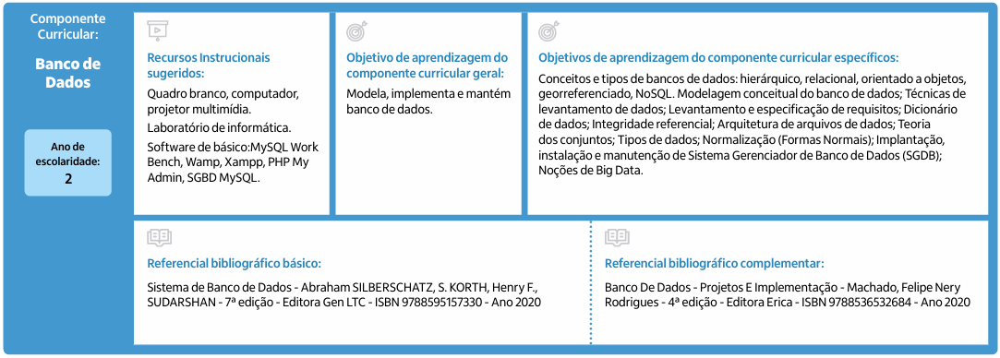 Componente
Curricular:
Banco de
Dados
Ano de
escolaridade:
2
Recursos Instrucionais
sugeridos:
Quadro branco, computador,
projetor multimídia.
Laboratório de informática.
Software de básico:MySQL Work
Bench, Wamp, Xampp, PHP My
Admin, SGBD MySQL.
Objetivo de aprendizagem do
componente curricular geral:
Modela, implementa e mantém
banco de dados.
Objetivos de aprendizagem do componente curricular específicos:
Conceitos e tipos de bancos de dados: hierárquico, relacional, orientado a objetos,
georreferenciado, NoSQL. Modelagem conceitual do banco de dados; Técnicas de
levantamento de dados; Levantamento e especificação de requisitos; Dicionário
de dados; Integridade referencial; Arquitetura de arquivos de dados; Teoria
dos conjuntos; Tipos de dados; Normalização (Formas Normais); Implantação,
instalação e manutenção de Sistema Gerenciador de Banco de Dados (SGDB);
Noções de Big Data.
Referencial bibliográfico básico:
Sistema de Banco de Dados - Abraham SILBERSCHATZ, S. KORTH, Henry F.,
SUDARSHAN - 7ª edição - Editora Gen LTC - ISBN 9788595157330 - Ano 2020
Referencial bibliográfico complementar:
Banco De Dados - Projetos E Implementação - Machado, Felipe Nery
Rodrigues - 4ª edição - Editora Erica - ISBN 9788536532684 - Ano 2020